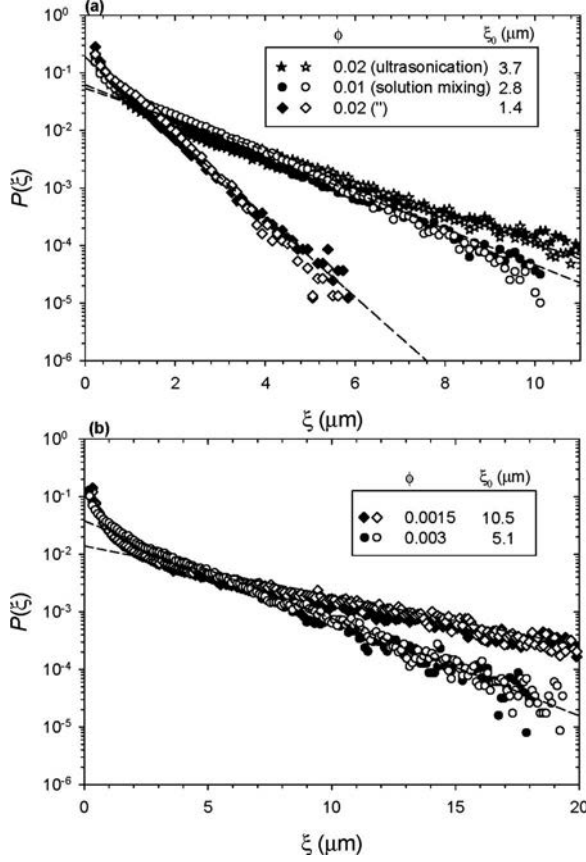 (a)
ϕ ξ₀ (μm)
0.02 (ultrasonication) 3.7
0.01 (solution mixing) 2.8
0.02 (") 1.4
10⁰
10⁻¹
10⁻²
10⁻³
10⁻⁴
10⁻⁵
10⁻⁶
P(ξ)
0 2 4 6 8 10
ξ (μm)
(b)
ϕ ξ₀ (μm)
0.0015 10.5
0.003 5.1
10⁰
10⁻¹
10⁻²
10⁻³
10⁻⁴
10⁻⁵
10⁻⁶
P(ξ)
0 5 10 15 20
ξ (μm)